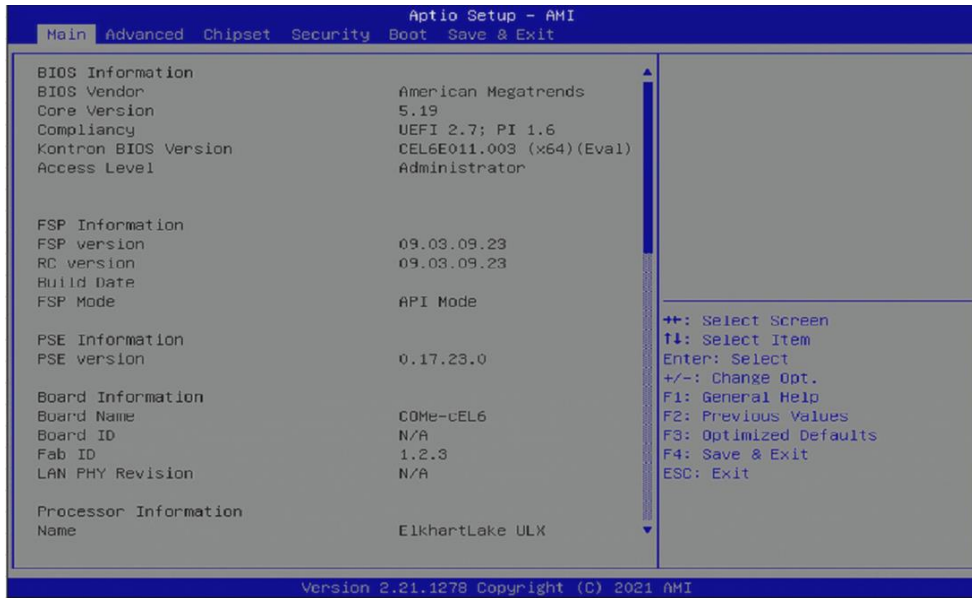 Aptio Setup - AMI
Main Advanced Chipset Security Boot Save & Exit
BIOS Information
BIOS Vendor American Megatrends
Core Version 5.19
Compliancy UEFI 2.7; PI 1.6
Kontron BIOS Version CEL6E011.003 (x64)(Eval)
Access Level Administrator
FSP Information
FSP version 09.03.09.23
RC version 09.03.09.23
Build Date
FSP Mode API Mode
PSE Information
PSE version 0.17.23.0
Board Information
Board Name COMe-cEL6
Board ID N/A
Fab ID 1.2.3
LAN PHY Revision N/A
Processor Information
Name ElkhartLake ULX
→←: Select Screen
↑↓: Select Item
Enter: Select
+/-: Change Opt.
F1: General Help
F2: Previous Values
F3: Optimized Defaults
F4: Save & Exit
ESC: Exit
Version 2.21.1278 Copyright (C) 2021 AMI